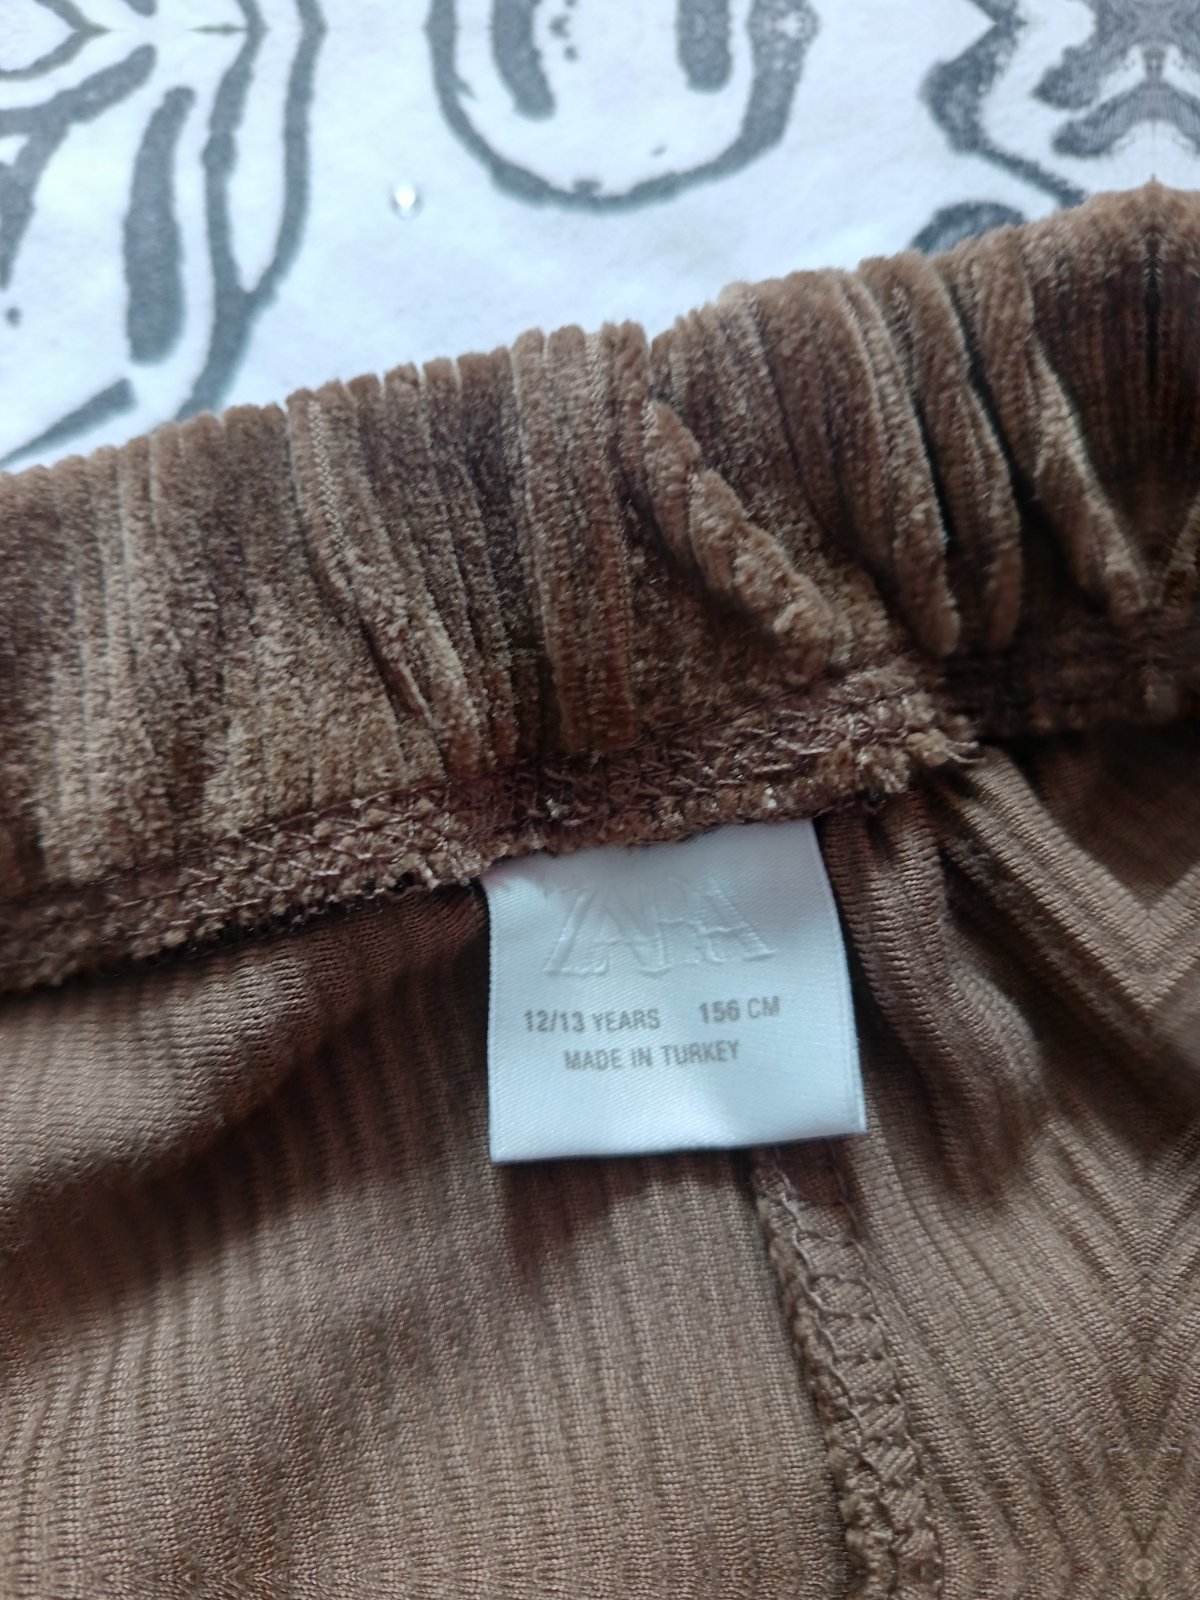 ZARA
12/13 YEARS 156 CM
MADE IN TURKEY